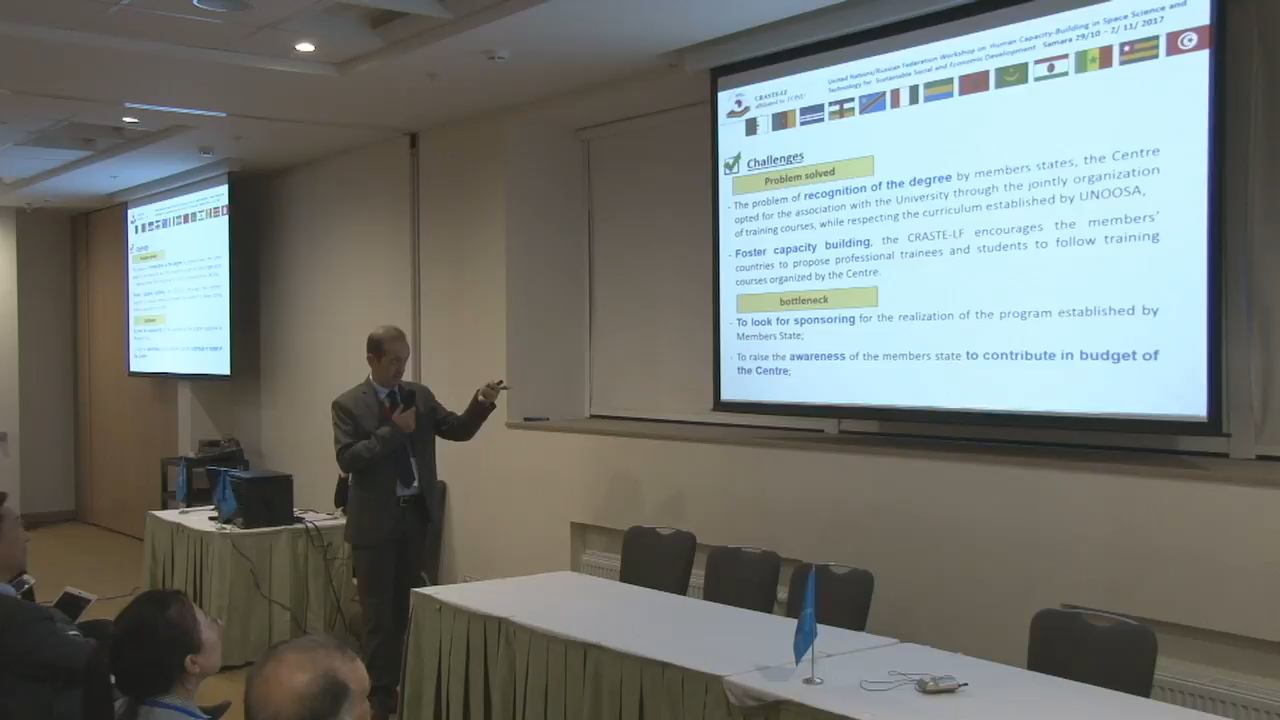 United Nations/Russian Federation Workshop on Human Capacity-Building in Space Science and
Technology for Sustainable Social and Economic Development  Samara 29/10 - 2/ 11/ 2017
CRASTE-LF
affiliated to
Challenges
Problem solved
- The problem of recognition of the degree by members states, the Centre
opted for the association with the University through the jointly organization
of training courses, while respecting the curriculum established by UNOOSA,
- Foster capacity building, the CRASTE-LF encourages the members'
countries to propose professional trainees and students to follow training
courses organized by the Centre.
bottleneck
- To look for sponsoring for the realization of the program established by
Members State;
- To raise the awareness of the members state to contribute in budget of
the Centre;